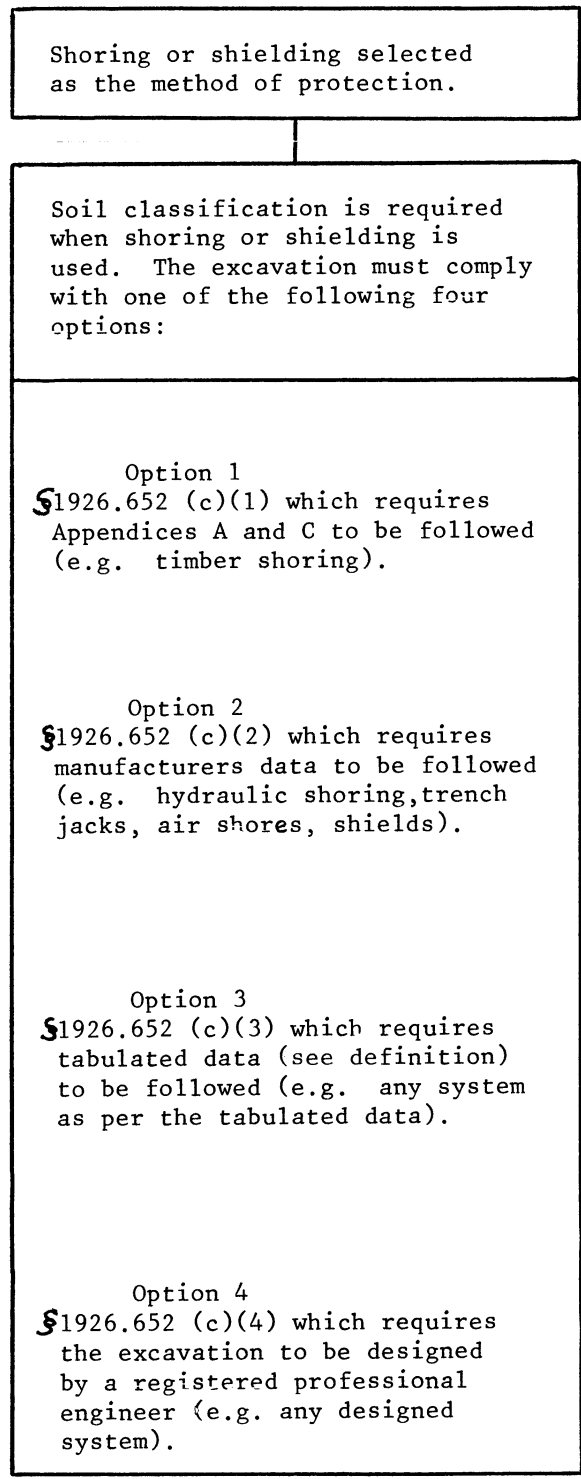 Shoring or shielding selected
as the method of protection.
Soil classification is required
when shoring or shielding is
used. The excavation must comply
with one of the following four
options:
Option 1
§1926.652 (c)(1) which requires
Appendices A and C to be followed
(e.g. timber shoring).
Option 2
§1926.652 (c)(2) which requires
manufacturers data to be followed
(e.g. hydraulic shoring,trench
jacks, air shores, shields).
Option 3
§1926.652 (c)(3) which requires
tabulated data (see definition)
to be followed (e.g. any system
as per the tabulated data).
Option 4
§1926.652 (c)(4) which requires
the excavation to be designed
by a registered professional
engineer (e.g. any designed
system).